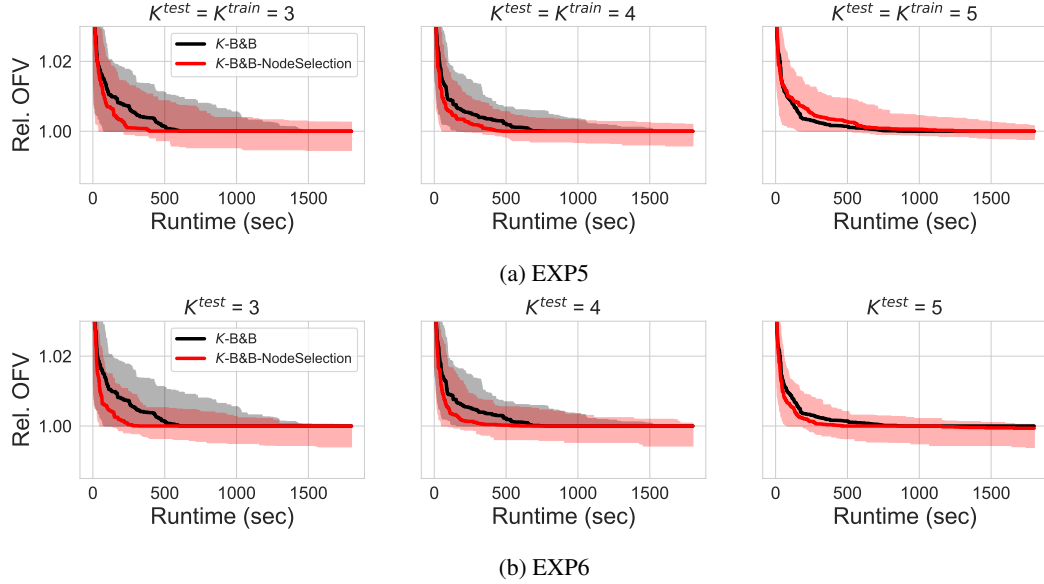 K^test = K^train = 3
K^test = K^train = 4
K^test = K^train = 5
Rel. OFV
1.02
1.00
K-B&B
K-B&B-NodeSelection
0 500 1000 1500
0 500 1000 1500
0 500 1000 1500
Runtime (sec)
Runtime (sec)
Runtime (sec)
(a) EXP5
K^test = 3
K^test = 4
K^test = 5
Rel. OFV
1.02
1.00
K-B&B
K-B&B-NodeSelection
0 500 1000 1500
0 500 1000 1500
0 500 1000 1500
Runtime (sec)
Runtime (sec)
Runtime (sec)
(b) EXP6